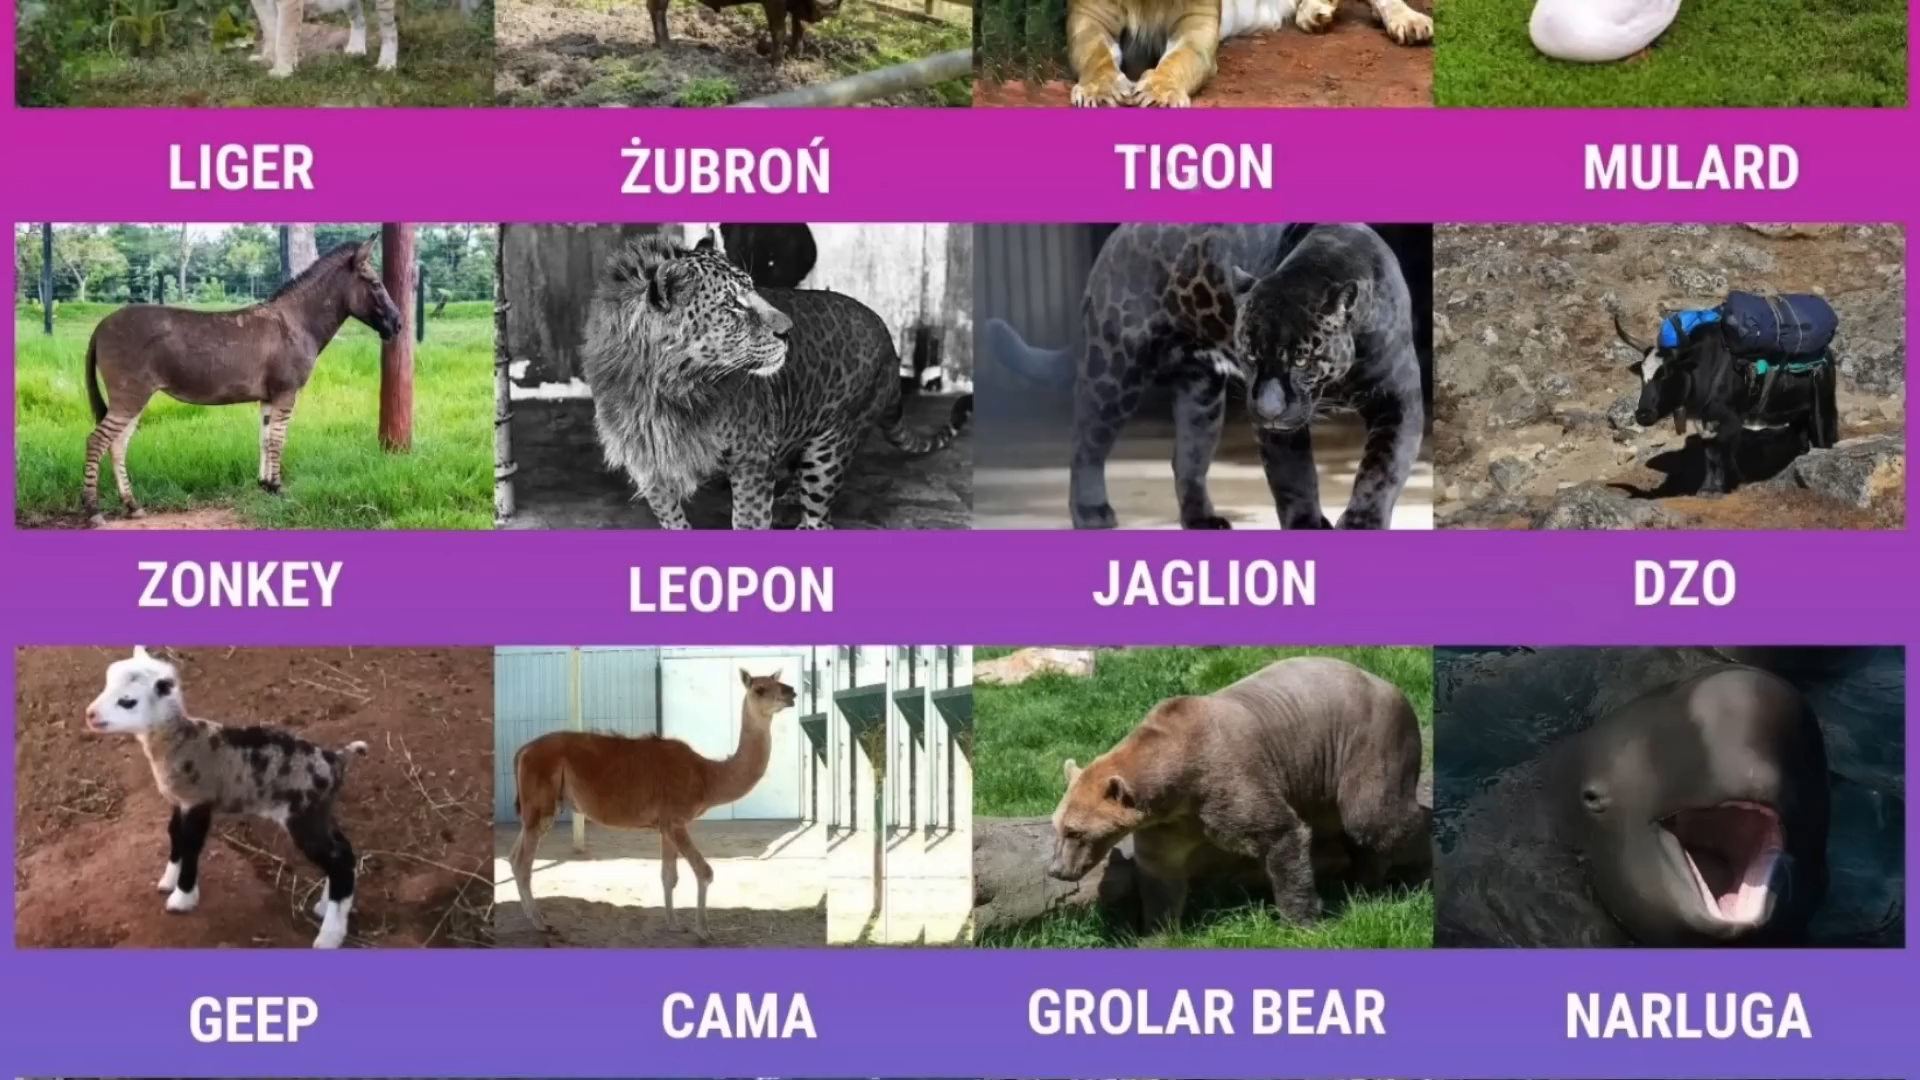 LIGER
ŻUBROŃ
TIGON
MULARD
ZONKEY
LEOPON
JAGLION
DZO
GEEP
CAMA
GROLAR BEAR
NARLUGA